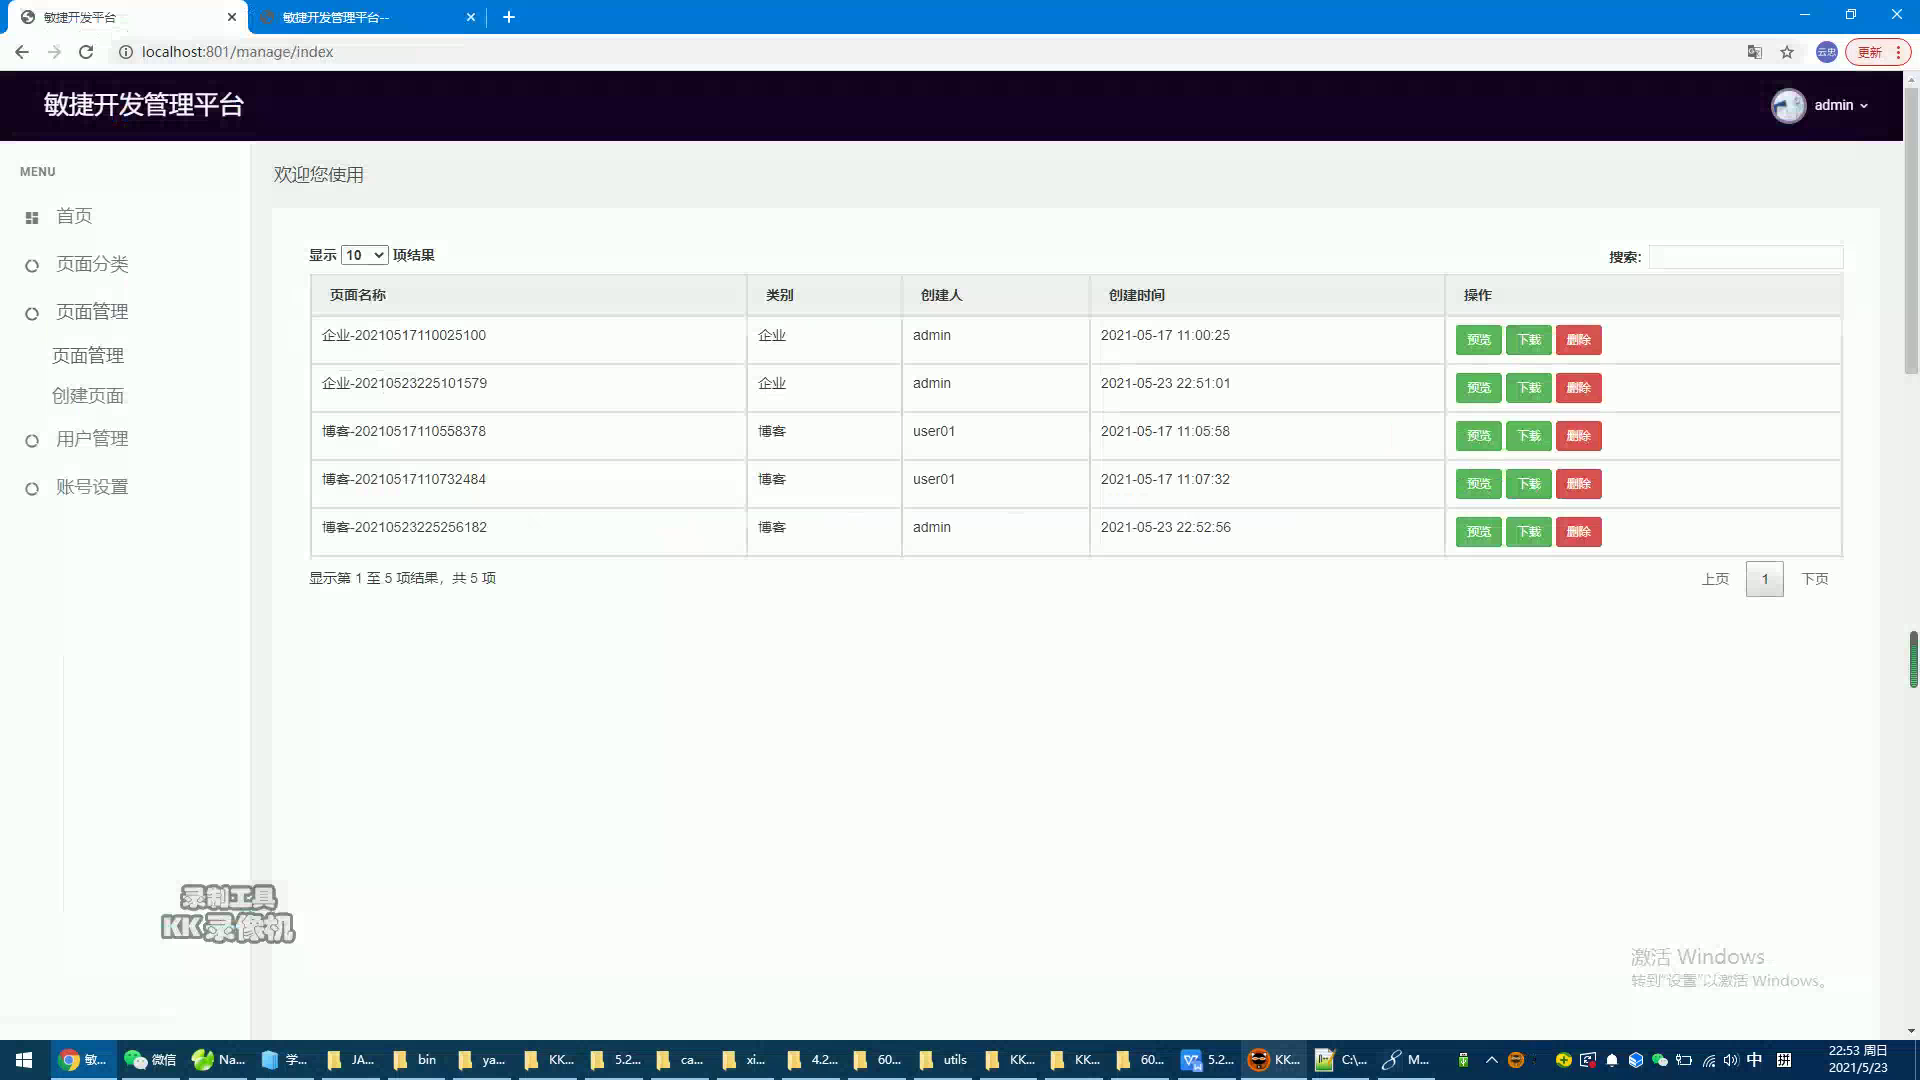 敏捷开发平台
敏捷开发管理平台--
localhost:801/manage/index
云忠
更新
敏捷开发管理平台
admin
MENU
首页
页面分类
页面管理
页面管理
创建页面
用户管理
账号设置
欢迎您使用
显示 10 项结果
搜索:
页面名称 类别 创建人 创建时间 操作
企业-20210517110025100 企业 admin 2021-05-17 11:00:25 预览 下载 删除
企业-20210523225101579 企业 admin 2021-05-23 22:51:01 预览 下载 删除
博客-20210517110558378 博客 user01 2021-05-17 11:05:58 预览 下载 删除
博客-20210517110732484 博客 user01 2021-05-17 11:07:32 预览 下载 删除
博客-20210523225256182 博客 admin 2021-05-23 22:52:56 预览 下载 删除
显示第 1 至 5 项结果，共 5 项
上页 1 下页
录制工具
KK录像机
激活 Windows
转到"设置"以激活 Windows。
敏... 微信 Na... 学... JA... bin ya... KK... 5.2... ca... xi... 4.2... 60... utils KK... KK... 60... 5.2... KK... C:\... M... 中 拼
22:53 周日
2021/5/23